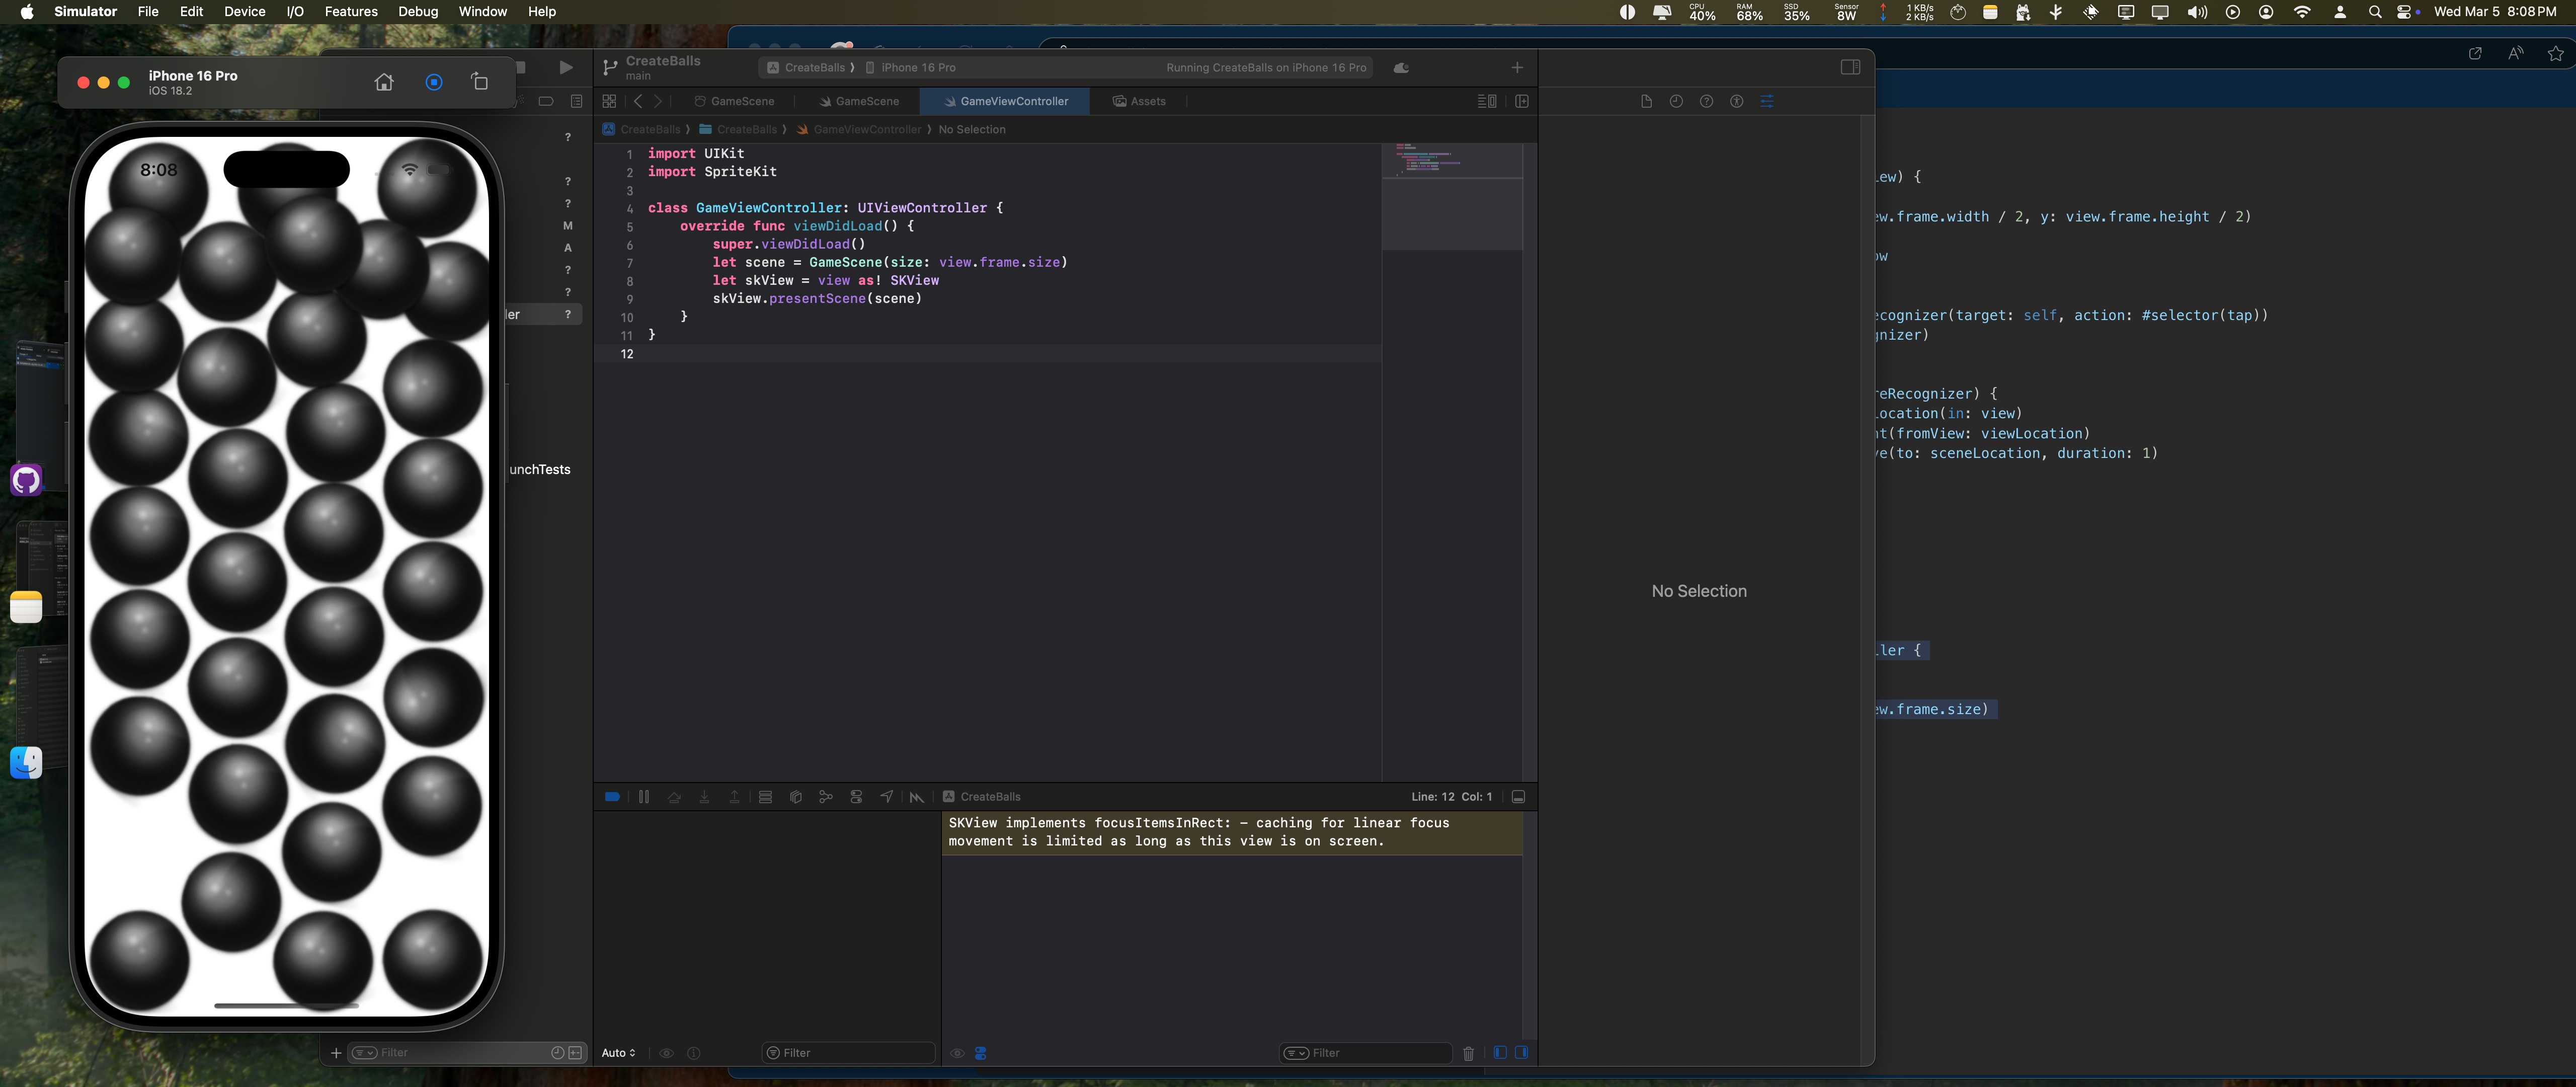 Simulator File Edit Device I/O Features Debug Window Help
CPU 40% RAM 68% SSD 35% Sensor 8W 1 KB/s 2 KB/s Wed Mar 5 8:08 PM
iPhone 16 Pro
iOS 18.2
8:08
CreateBalls
main
CreateBalls iPhone 16 Pro Running CreateBalls on iPhone 16 Pro
GameScene GameScene GameViewController Assets
CreateBalls CreateBalls GameViewController No Selection
?
?
?
M
A
?
?
ler ?
unchTests
1 import UIKit
2 import SpriteKit
3
4 class GameViewController: UIViewController {
5 override func viewDidLoad() {
6 super.viewDidLoad()
7 let scene = GameScene(size: view.frame.size)
8 let skView = view as! SKView
9 skView.presentScene(scene)
10 }
11 }
12
No Selection
Line: 12 Col: 1
CreateBalls
SKView implements focusItemsInRect: - caching for linear focus
movement is limited as long as this view is on screen.
Filter
Auto
Filter
Filter
ew) {
w.frame.width / 2, y: view.frame.height / 2)
ecognizer(target: self, action: #selector(tap))
gnizer)
reRecognizer) {
ocation(in: view)
nt(fromView: viewLocation)
ve(to: sceneLocation, duration: 1)
ller {
ew.frame.size)